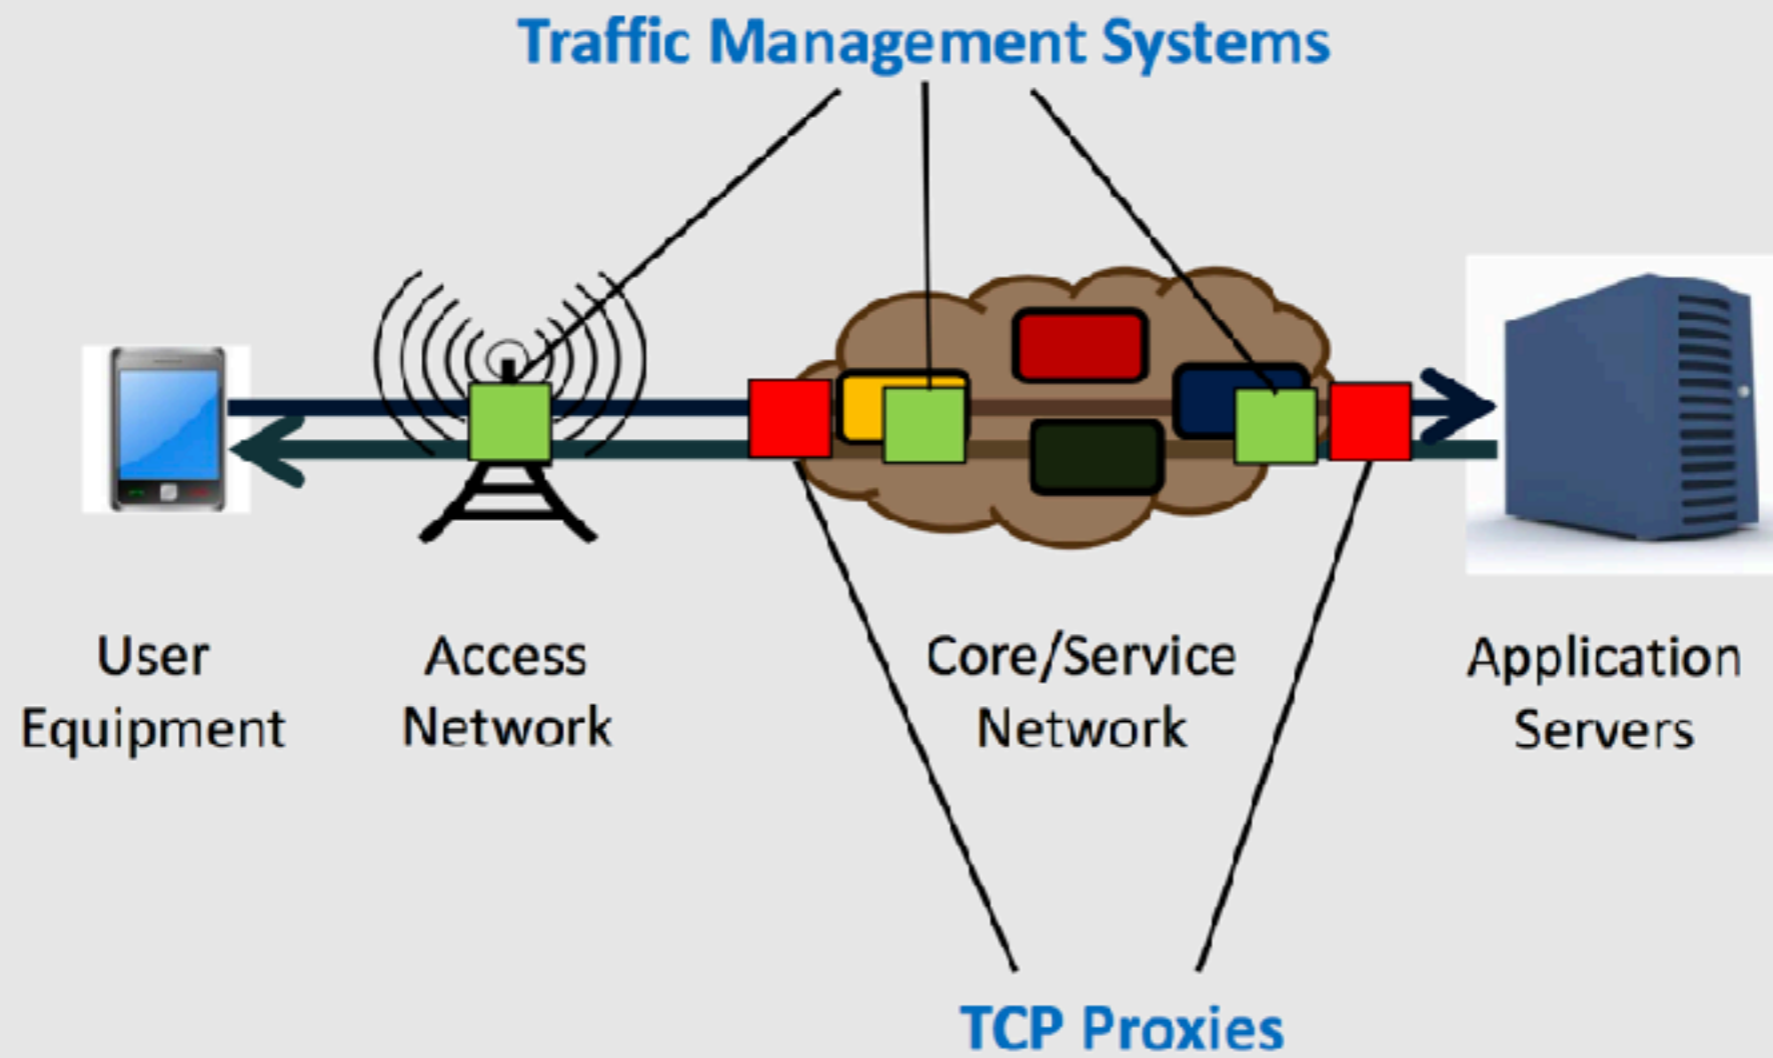 Traffic Management Systems
User
Equipment
Access
Network
Core/Service
Network
Application
Servers
TCP Proxies